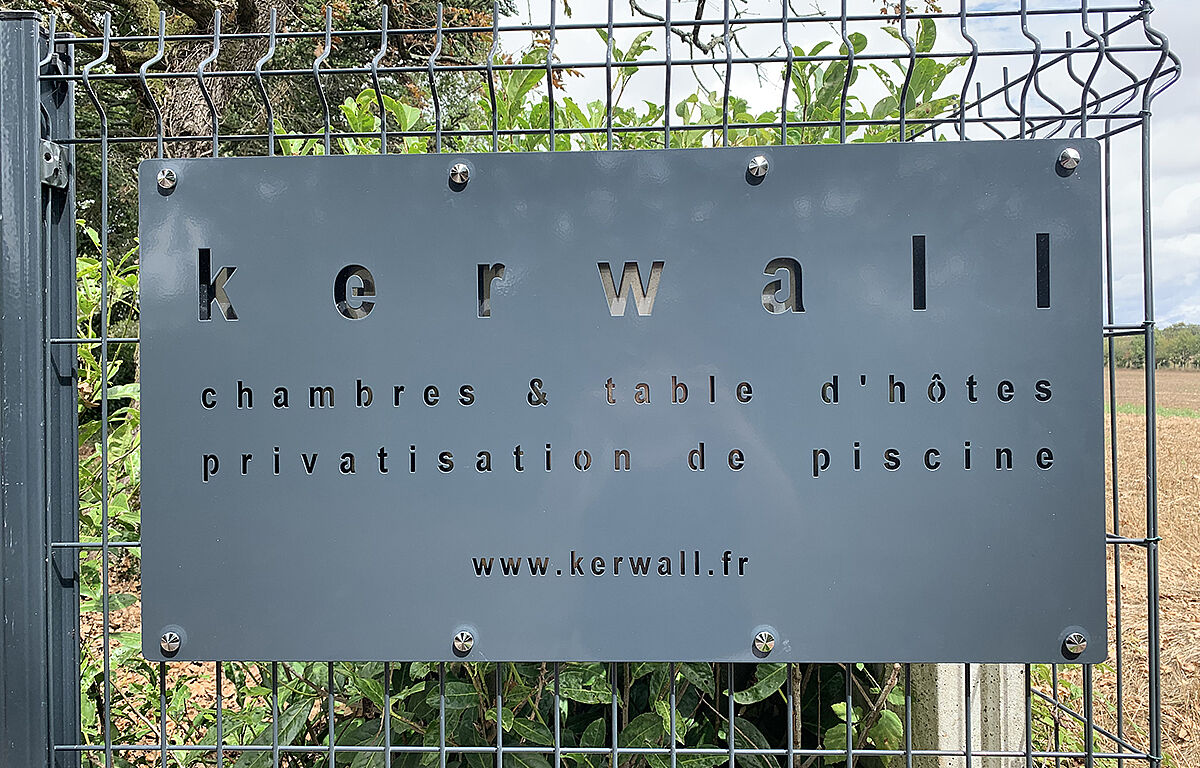 kerwall
chambres & table d'hôtes
privatisation de piscine
www.kerwall.fr